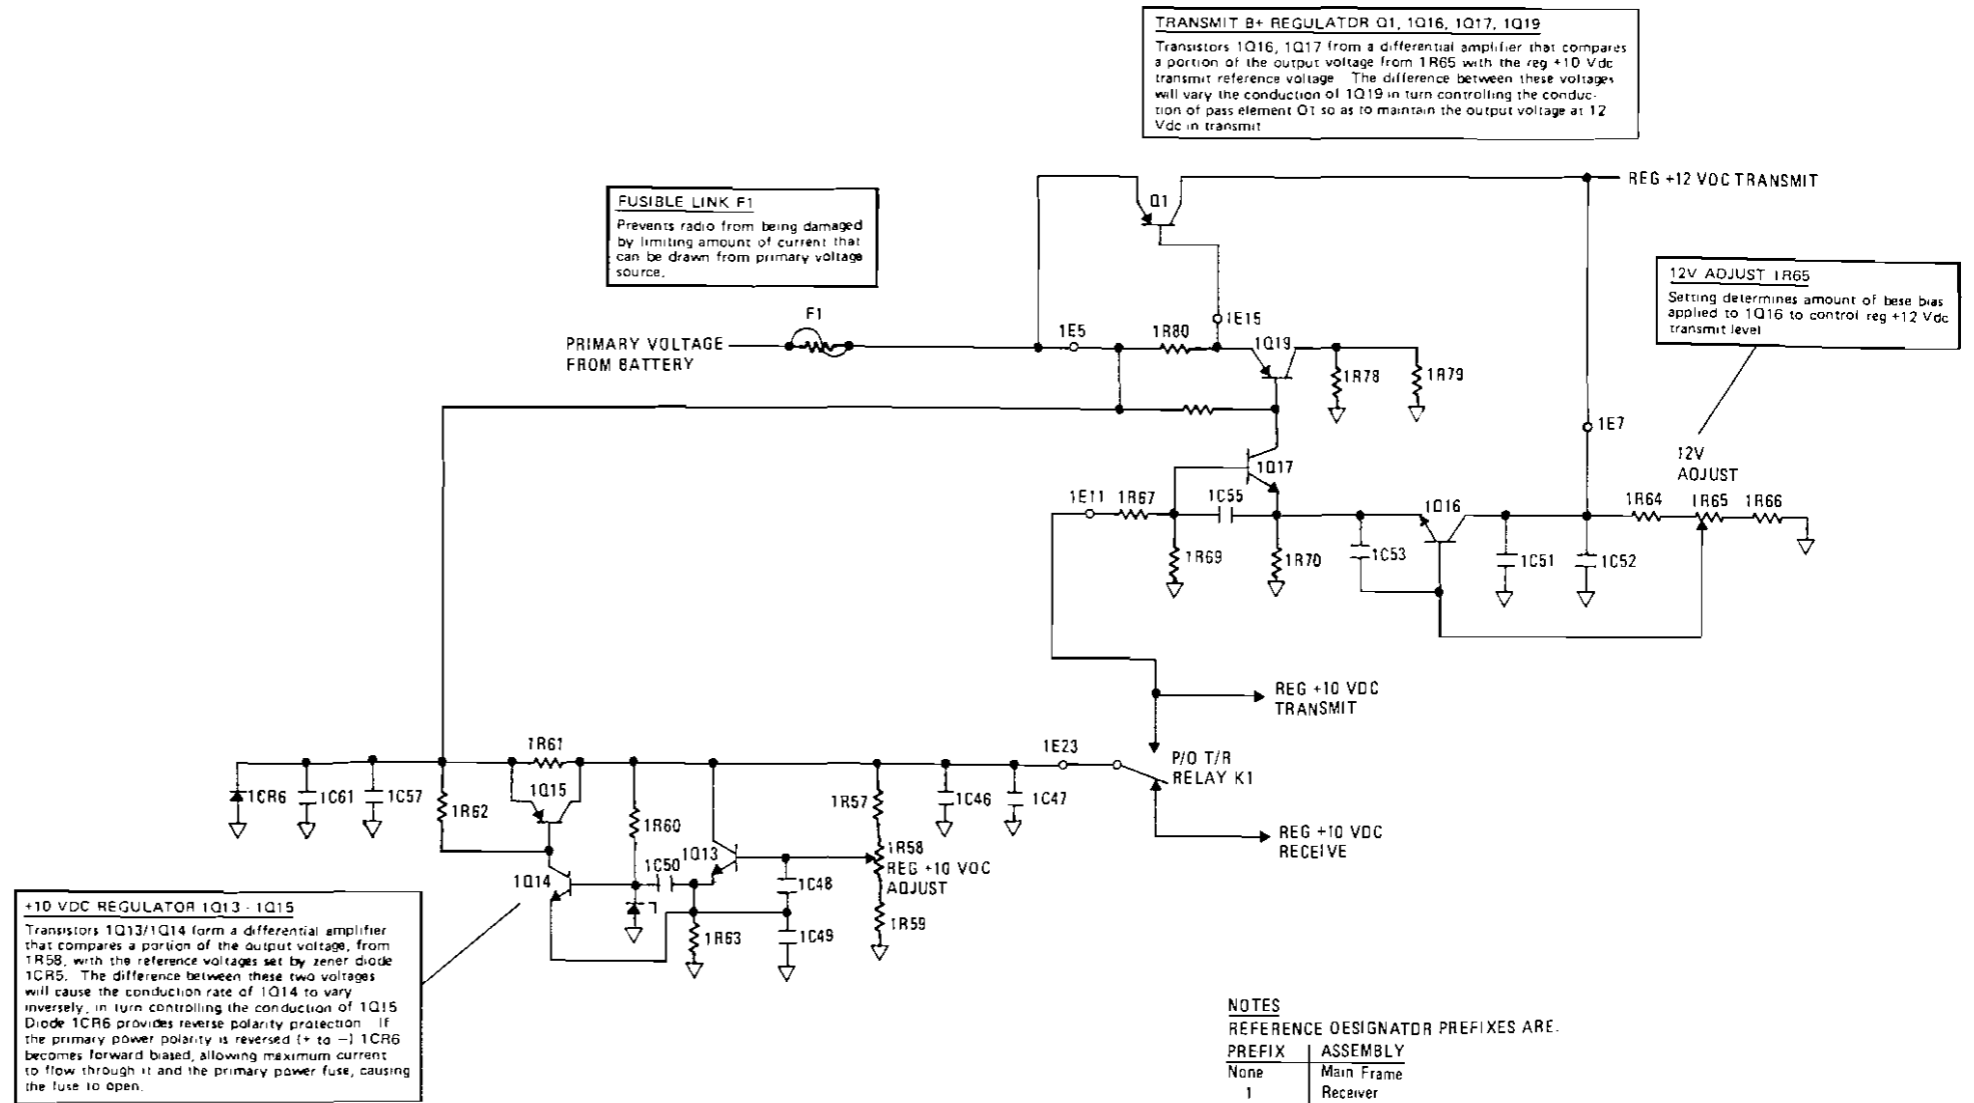 TRANSMIT B+ REGULATOR Q1, 1Q16, 1Q17, 1Q19
Transistors 1Q16, 1Q17 from a differential amplifier that compares
a portion of the output voltage from 1R65 with the reg +10 Vdc
transmit reference voltage The difference between these voltages
will vary the conduction of 1Q19 in turn controlling the conduc-
tion of pass element Q1 so as to maintain the output voltage at 12
Vdc in transmit
REG +12 VDC TRANSMIT
Q1
FUSIBLE LINK F1
Prevents radio from being damaged
by limiting amount of current that
can be drawn from primary voltage
source.
12V ADJUST 1R65
Setting determines amount of bese bias
applied to 1Q16 to control reg +12 Vdc
transmit level
F1
PRIMARY VOLTAGE
FROM BATTERY
1E5
1R80
1E15
1Q19
1R78
1R79
1E7
12V
ADJUST
1Q17
1E11
1R67
1C55
1Q16
1R64
1R65
1R66
1R69
1R70
1C53
1C51
1C52
REG +10 VDC
TRANSMIT
1R61
1E23
P/O T/R
RELAY K1
1CR6
1C61
1C57
1R62
1Q15
1R60
1R57
1C46
1C47
REG +10 VDC
RECEIVE
1Q13
1R58
REG +10 VDC
ADJUST
1C50
1Q14
1C48
1R63
1C49
1R59
+10 VDC REGULATOR 1Q13 - 1Q15
Transistors 1Q13/1Q14 form a differential amplifier
that compares a portion of the output voltage, from
1R58, with the reference voltages set by zener diode
1CR5. The difference between these two voltages
will cause the conduction rate of 1Q14 to vary
inversely, in turn controlling the conduction of 1Q15
Diode 1CR6 provides reverse polarity protection If
the primary power polarity is reversed (+ to –) 1CR6
becomes forward biased, allowing maximum current
to flow through it and the primary power fuse, causing
the fuse to open.
NOTES
REFERENCE DESIGNATOR PREFIXES ARE.
PREFIX ASSEMBLY
None Main Frame
1 Receiver